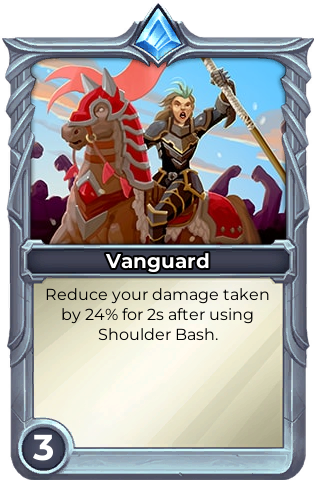 Vanguard
Reduce your damage taken
by 24% for 2s after using
Shoulder Bash.
3